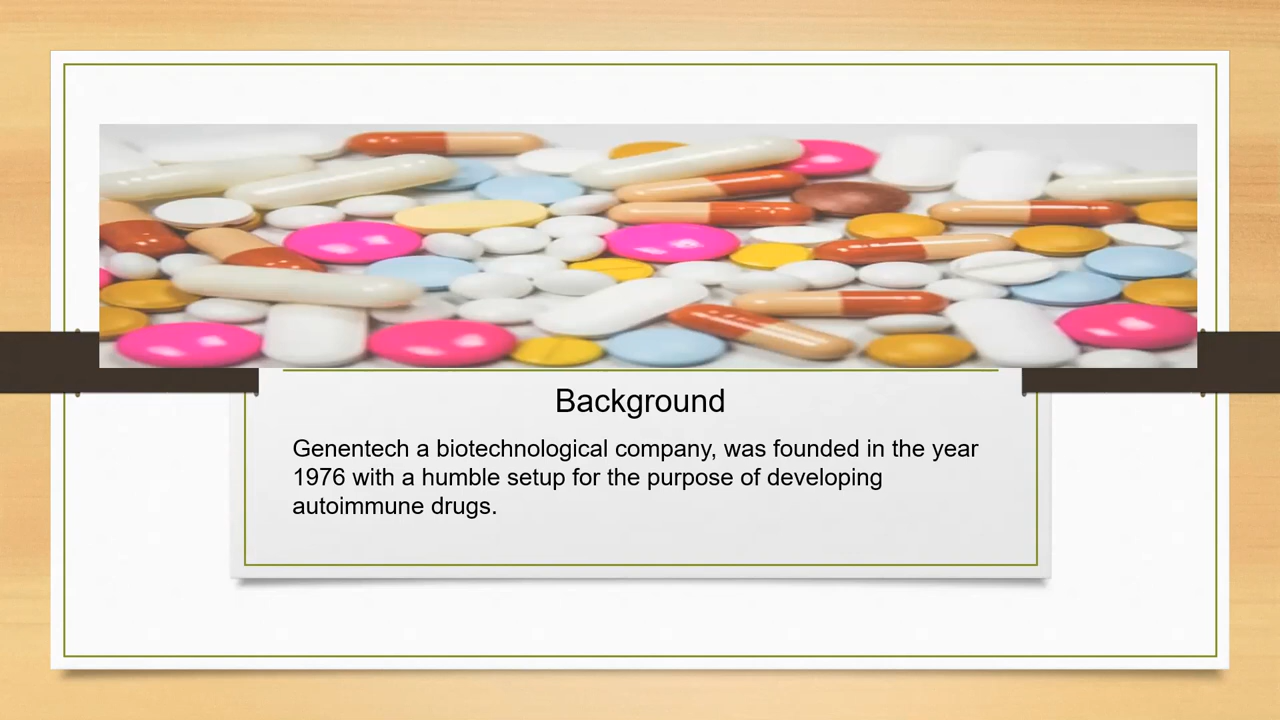 Background
Genentech a biotechnological company, was founded in the year
1976 with a humble setup for the purpose of developing
autoimmune drugs.